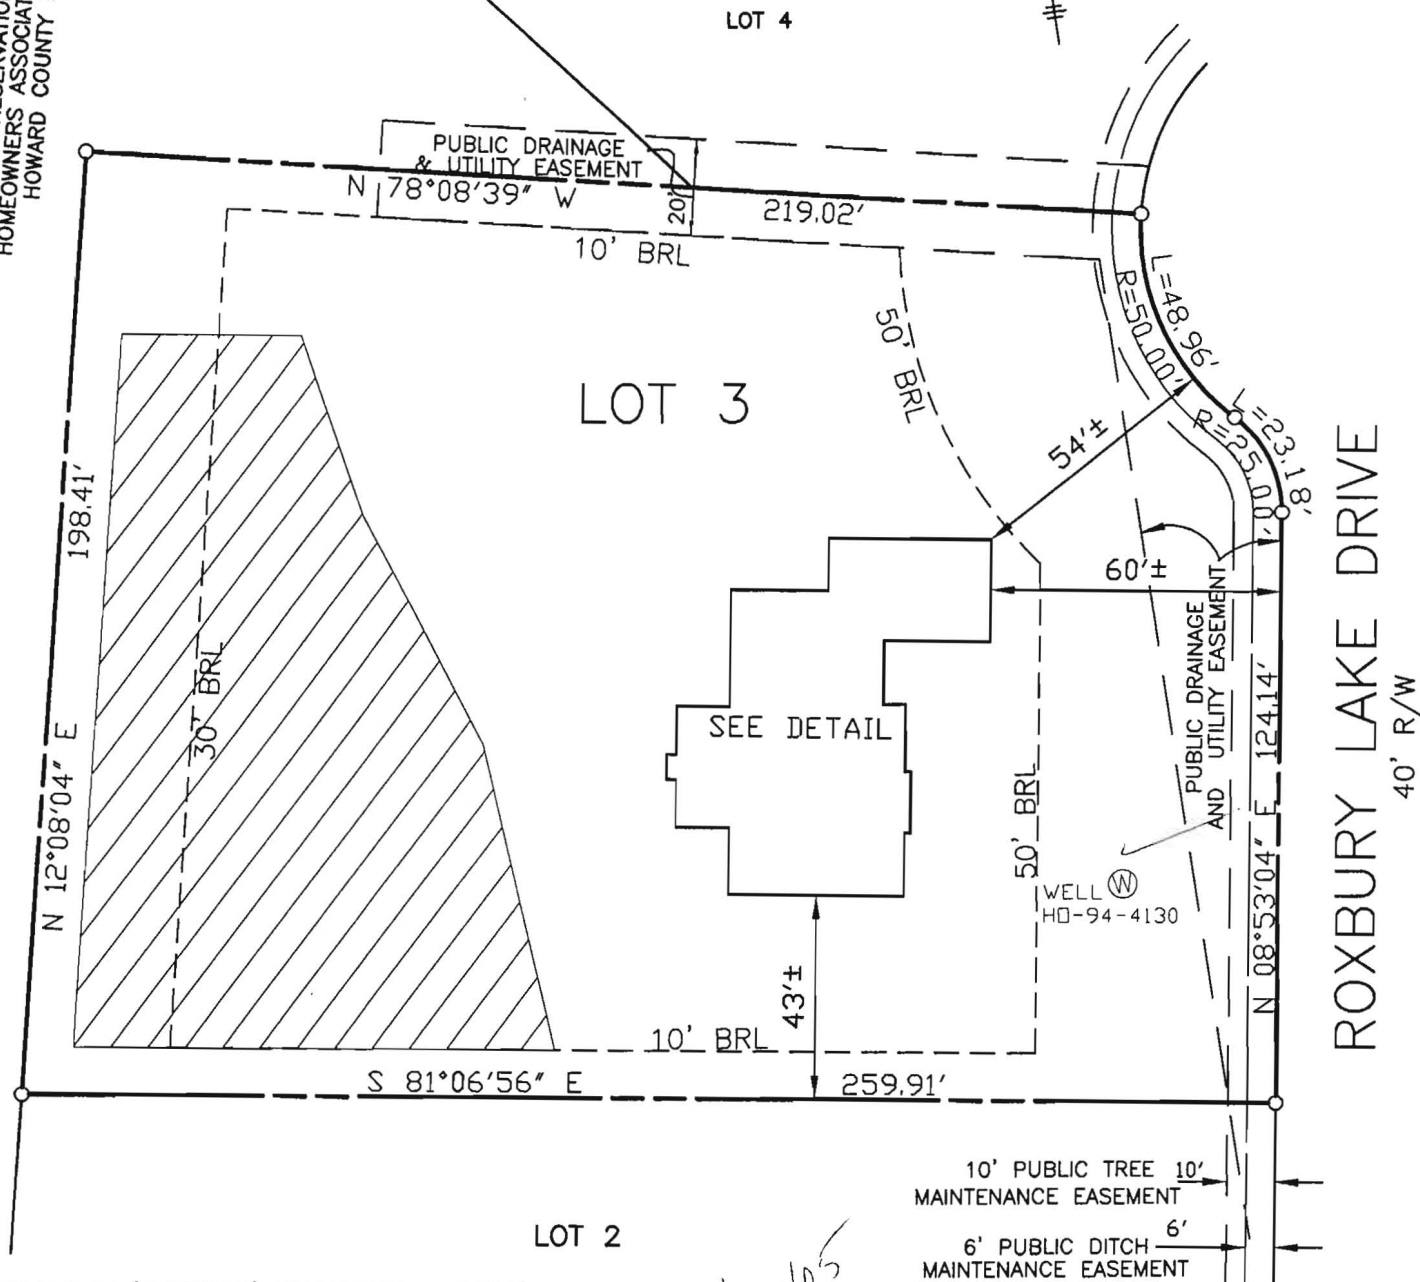 LOT 4
HOMEOWNERS ASSOCIAT
HOWARD COUNTY
PUBLIC DRAINAGE
& UTILITY EASEMENT
N 78°08'39" W
219.02'
20'
10' BRL
L=48.96'
R=50.00'
50' BRL
LOT 3
L=23.18'
R=25.00'
54'±
60'±
198.41'
N 12°08'04" E
30' BRL
SEE DETAIL
PUBLIC DRAINAGE
AND UTILITY EASEMENT
124.14'
N 08°53'04" E
ROXBURY LAKE DRIVE
40' R/W
50' BRL
WELL W
HO-94-4130
43'±
10' BRL
S 81°06'56" E
259.91'
10' PUBLIC TREE 10'
MAINTENANCE EASEMENT
LOT 2
6' PUBLIC DITCH 6'
MAINTENANCE EASEMENT